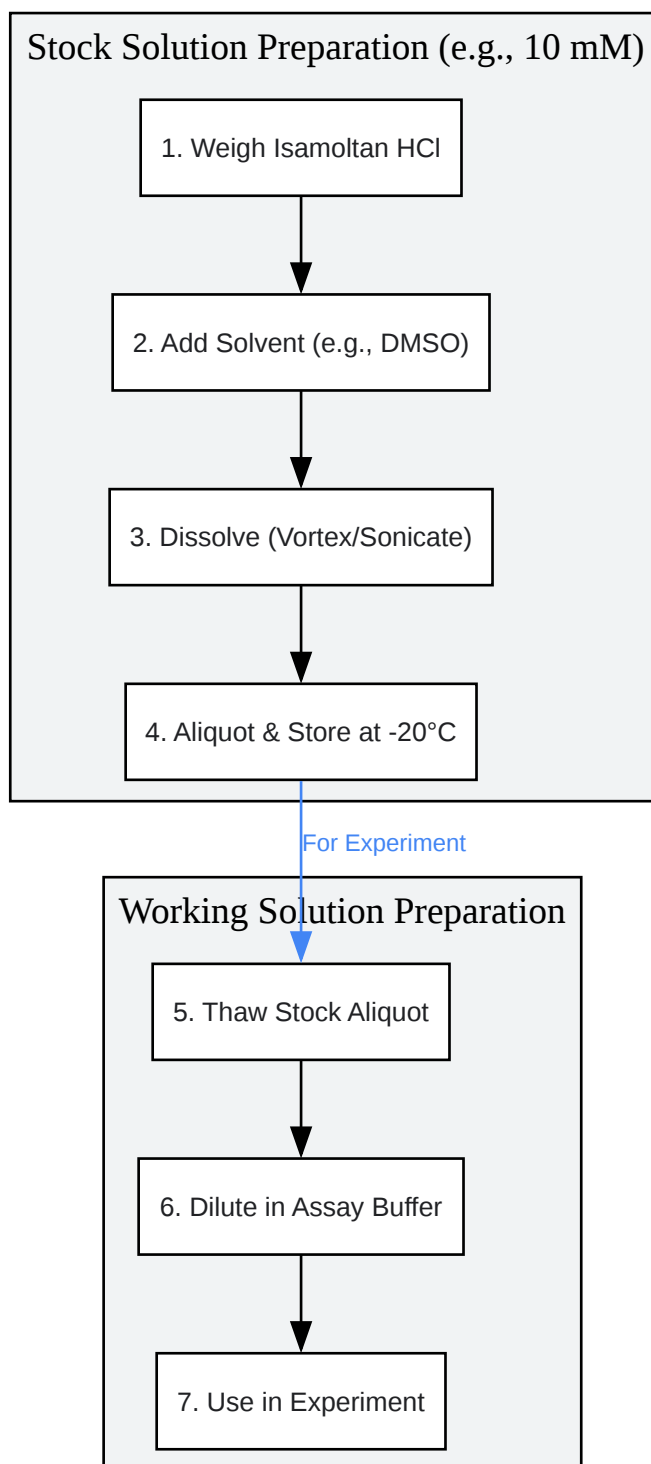 Stock Solution Preparation (e.g., 10 mM)
1. Weigh Isamoltan HCl
2. Add Solvent (e.g., DMSO)
3. Dissolve (Vortex/Sonicate)
4. Aliquot & Store at -20°C
For Experiment
Working Solution Preparation
5. Thaw Stock Aliquot
6. Dilute in Assay Buffer
7. Use in Experiment